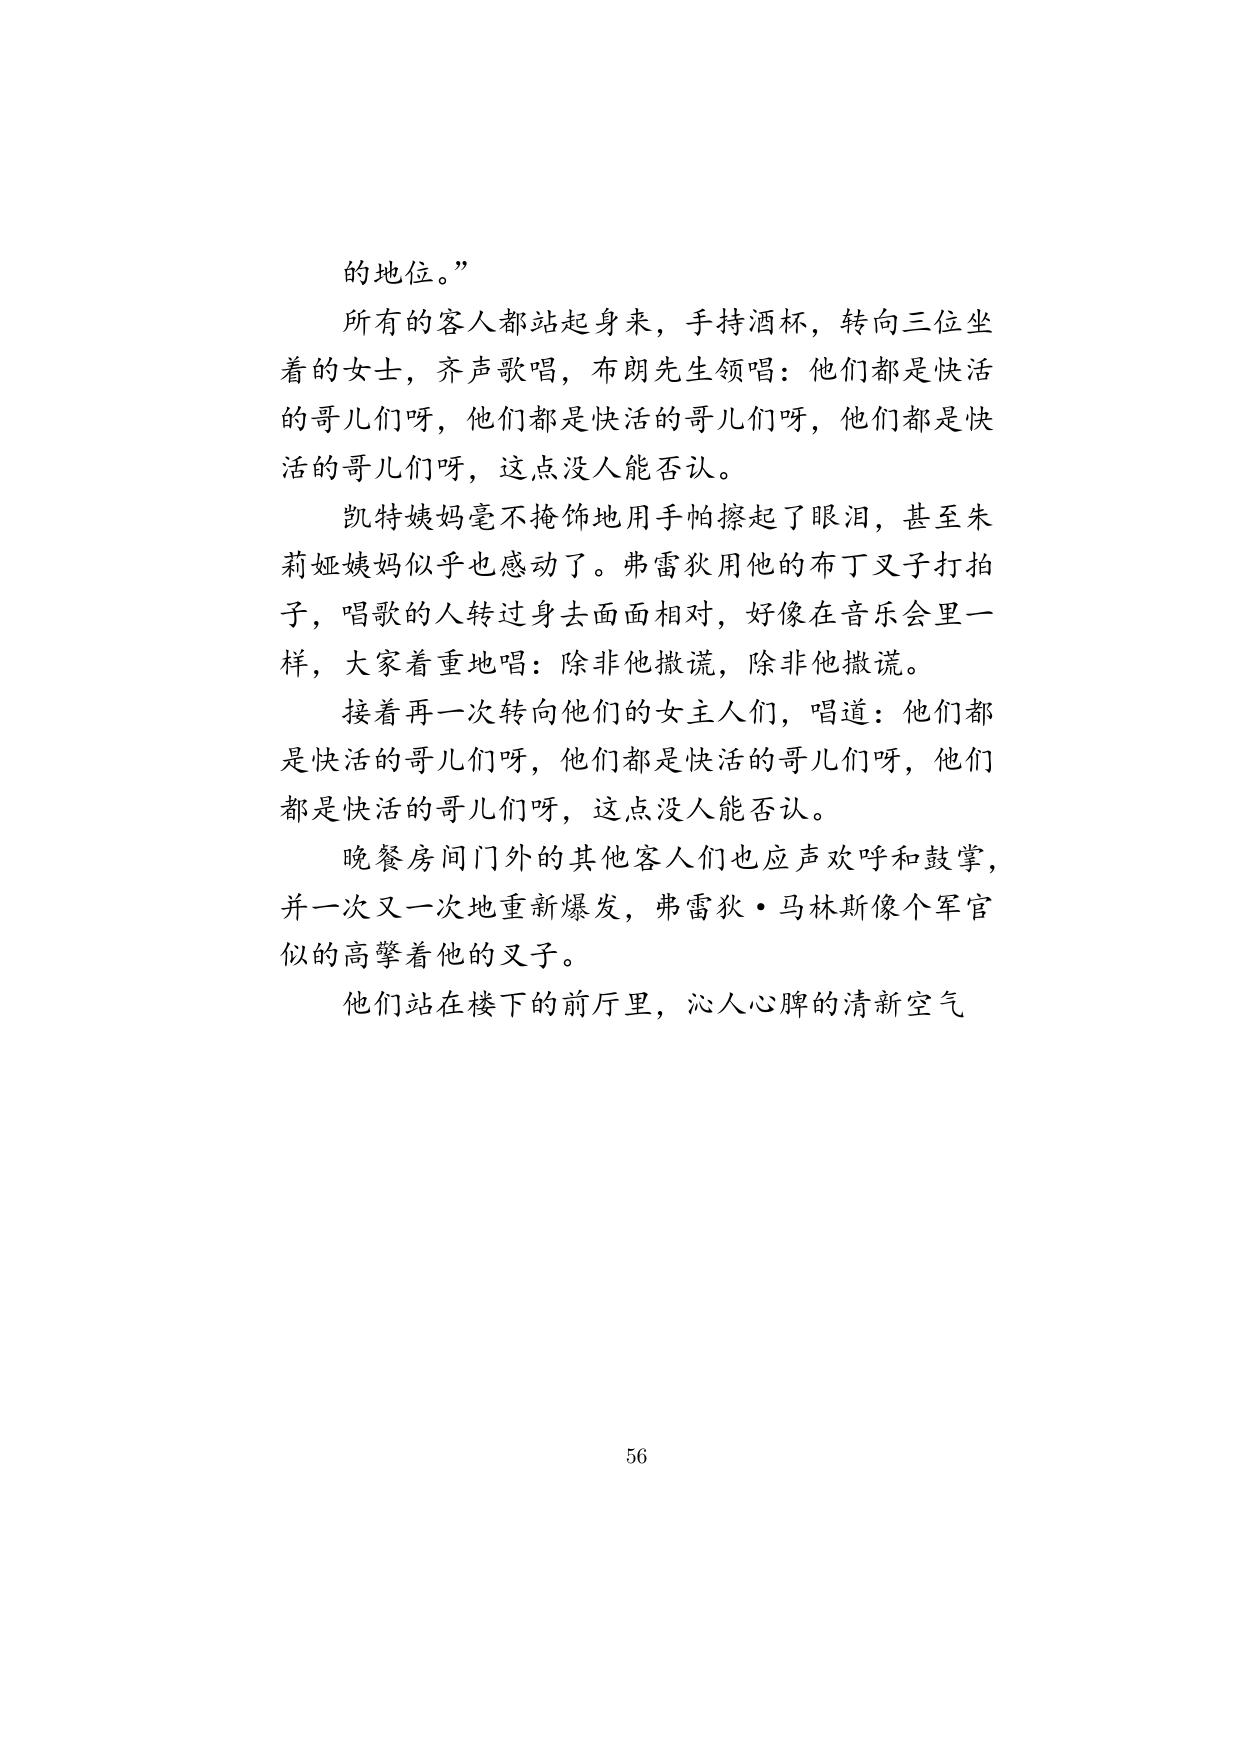 的地位。”
所有的客人都站起身来，手持酒杯，转向三位坐
着的女士，齐声歌唱，布朗先生领唱：他们都是快活
的哥儿们呀，他们都是快活的哥儿们呀，他们都是快
活的哥儿们呀，这点没人能否认。
凯特姨妈毫不掩饰地用手帕擦起了眼泪，甚至朱
莉娅姨妈似乎也感动了。弗雷狄用他的布丁叉子打拍
子，唱歌的人转过身去面面相对，好像在音乐会里一
样，大家着重地唱：除非他撒谎，除非他撒谎。
接着再一次转向他们的女主人们，唱道：他们都
是快活的哥儿们呀，他们都是快活的哥儿们呀，他们
都是快活的哥儿们呀，这点没人能否认。
晚餐房间门外的其他客人们也应声欢呼和鼓掌，
并一次又一次地重新爆发，弗雷狄·马林斯像个军官
似的高擎着他的叉子。
他们站在楼下的前厅里，沁人心脾的清新空气
56